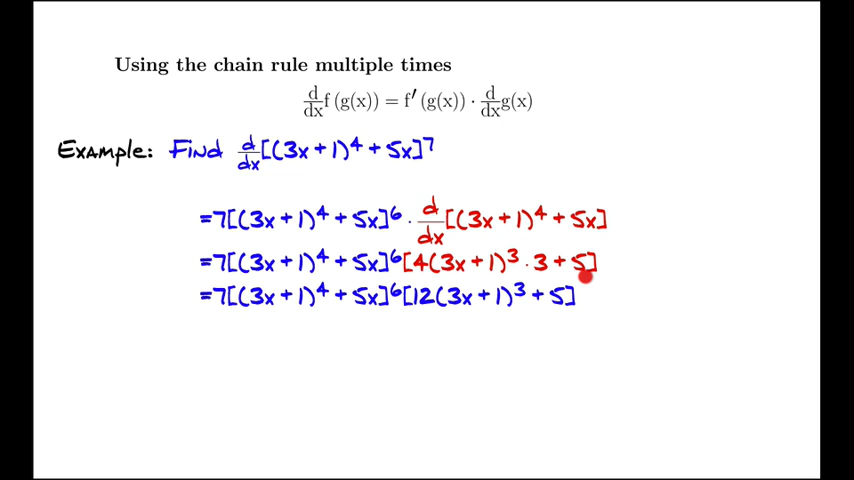 Using the chain rule multiple times
d/dx f (g(x)) = f′ (g(x)) · d/dx g(x)
Example: Find d/dx [(3x+1)⁴ + 5x]⁷
=7[(3x+1)⁴ + 5x]⁶ · d/dx [(3x+1)⁴ + 5x]
=7[(3x+1)⁴ + 5x]⁶[4(3x+1)³ · 3 + 5]
=7[(3x+1)⁴ + 5x]⁶[12(3x+1)³ + 5]